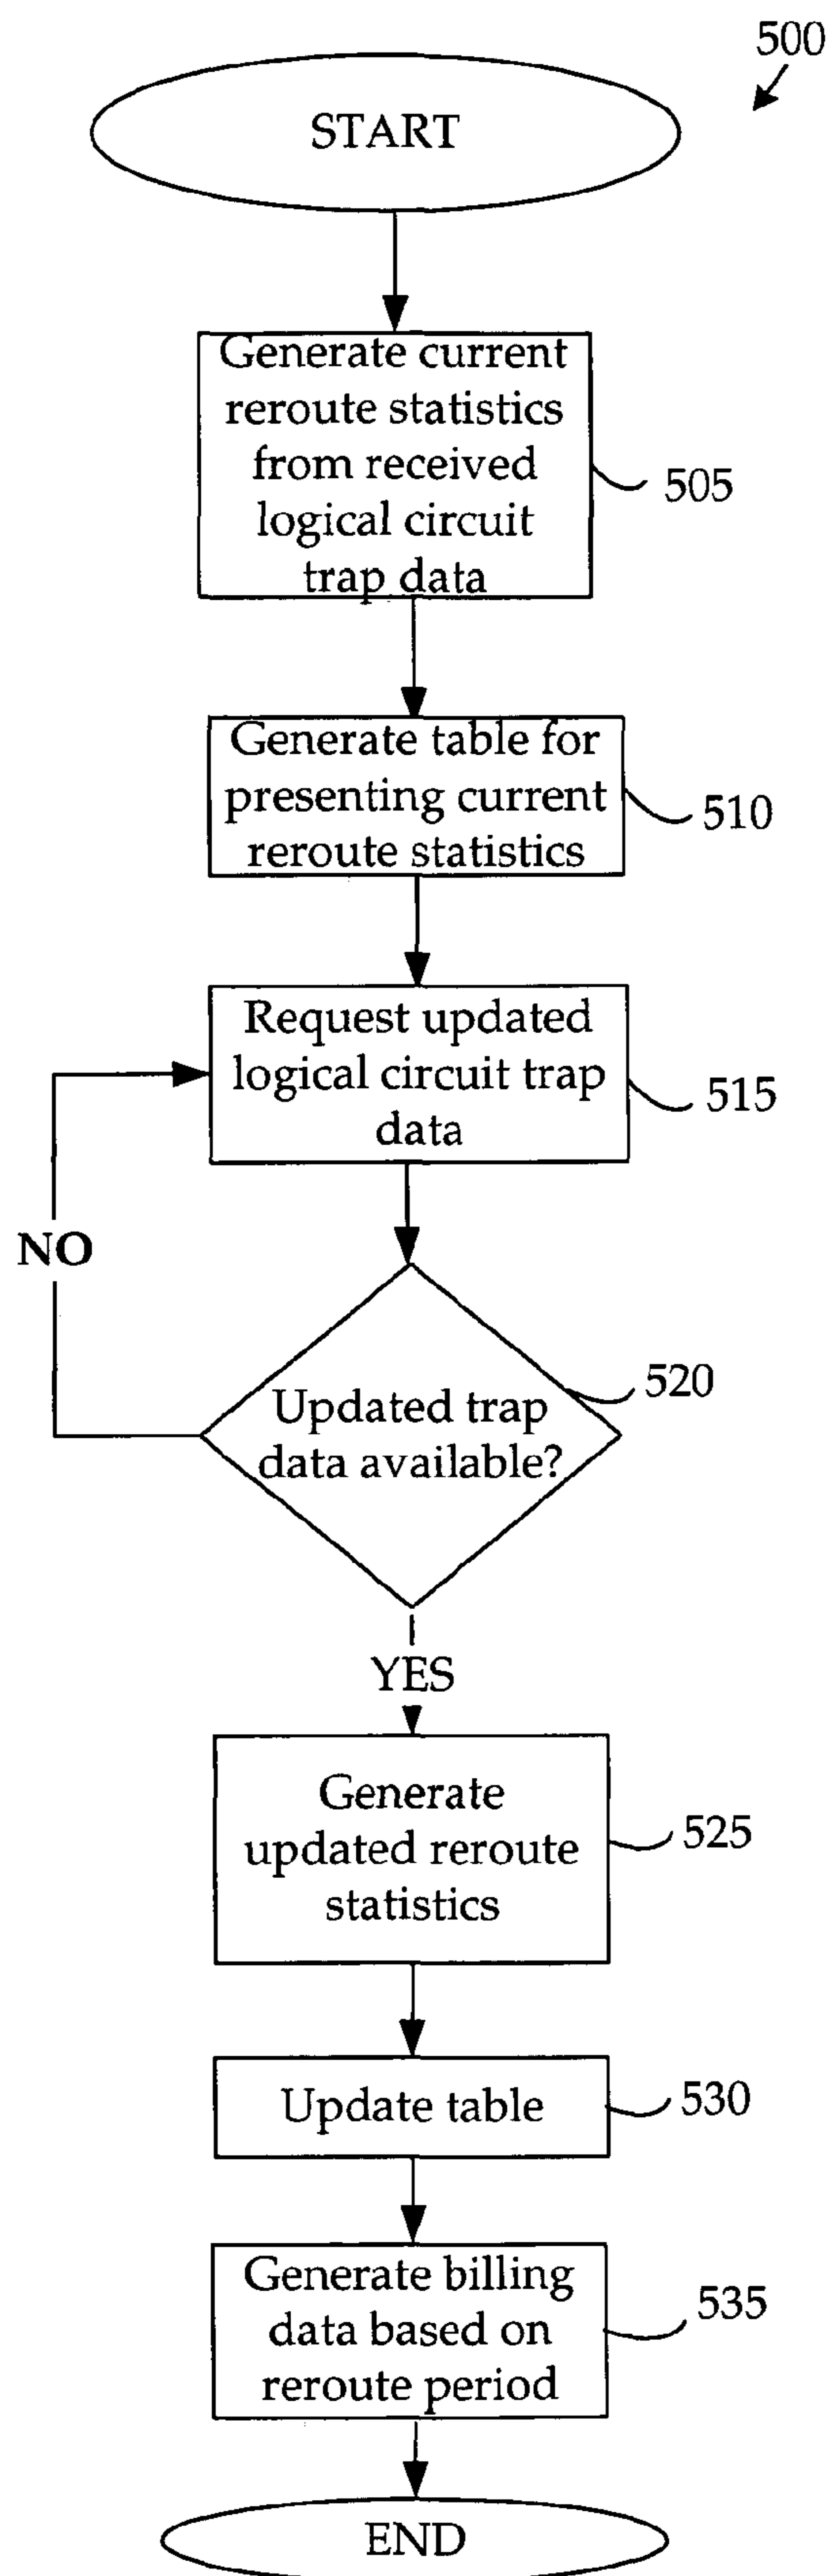 500
START
Generate current
reroute statistics
from received
logical circuit
trap data
505
Generate table for
presenting current
reroute statistics
510
Request updated
logical circuit trap
data
515
NO
Updated trap
data available?
520
YES
Generate
updated reroute
statistics
525
Update table
530
Generate billing
data based on
reroute period
535
END